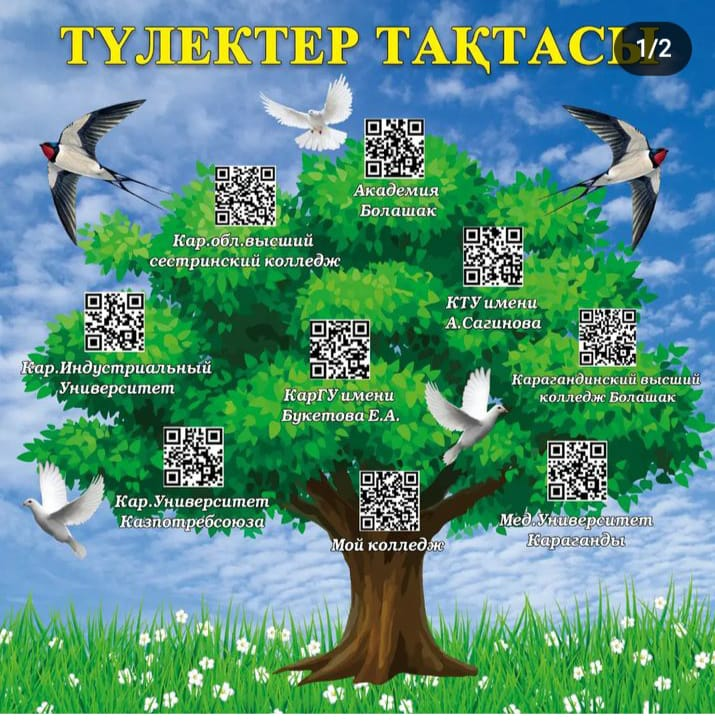 ТҮЛЕКТЕР ТАҚТАСЫ
1/2
Академия
Болашак
Кар.обл.высший
сестринский колледж
КТУ имени
А.Сагинова
Кар.Индустриальный
Университет
КарГУ имени
Букетова Е.А.
Карагандинский высший
колледж Болашак
Кар.Университет
Казпотребсоюза
Мой колледж
Мед.Университет
Караганды